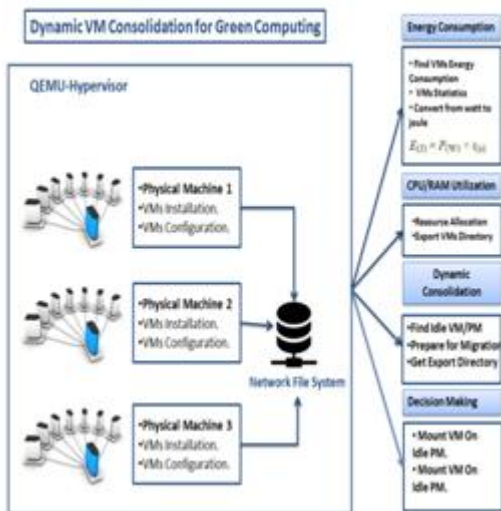 Dynamic VM Consolidation for Green Computing
QEMU-Hypervisor
•Physical Machine 1
•VMs Installation.
•VMs Configuration.
•Physical Machine 2
•VMs Installation.
•VMs Configuration.
•Physical Machine 3
•VMs Installation.
•VMs Configuration.
Network File System
Energy Consumption
• Find VMs Energy
Consumption
• VMs Statistics
• Convert from watt to
joule
CPU/RAM Utilization
•Resource Allocation
•Export VMs Directory
Dynamic
Consolidation
•Find Idle VM/PM
•Prepare for Migration
•Get Export Directory
Decision Making
• Mount VM On
Idle PM.
• Mount VM On
Idle PM.